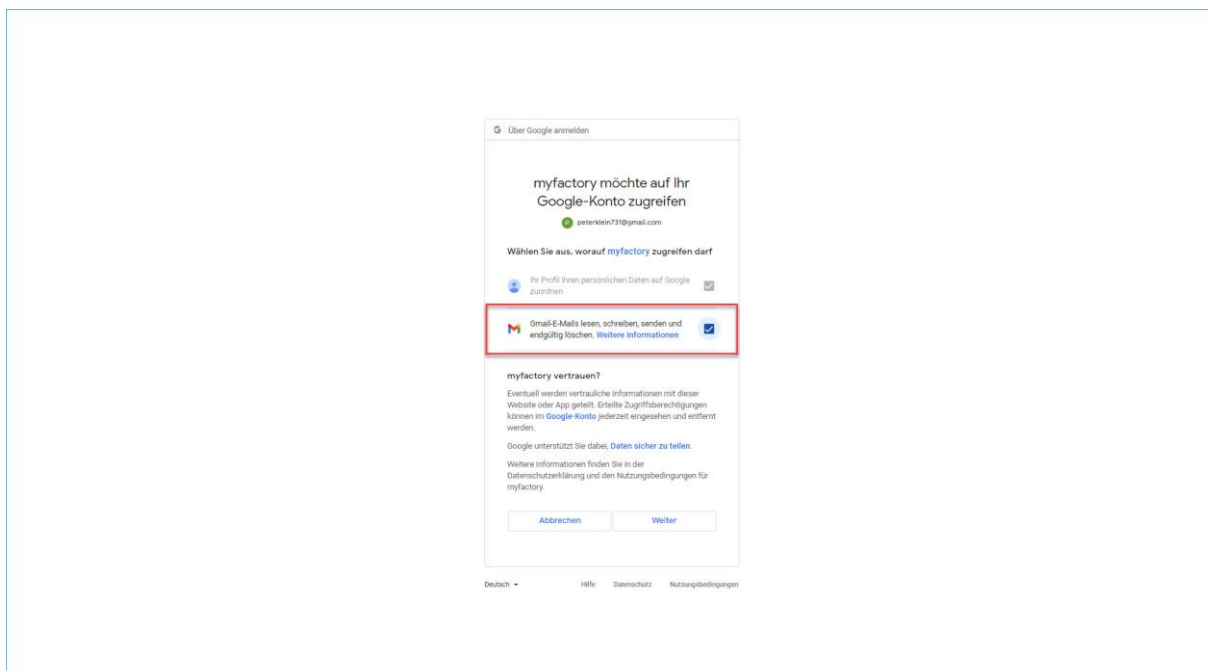 Über Google anmelden
myfactory möchte auf Ihr
Google-Konto zugreifen
P peterklein731@gmail.com
Wählen Sie aus, worauf myfactory zugreifen darf
Ihr Profil Ihren persönlichen Daten auf Google
zuordnen
Gmail-E-Mails lesen, schreiben, senden und
endgültig löschen. Weitere Informationen
myfactory vertrauen?
Eventuell werden vertrauliche Informationen mit dieser
Website oder App geteilt. Erteilte Zugriffsberechtigungen
können im Google-Konto jederzeit eingesehen und entfernt
werden.
Google unterstützt Sie dabei, Daten sicher zu teilen.
Weitere Informationen finden Sie in der
Datenschutzerklärung und den Nutzungsbedingungen für
myfactory.
Abbrechen Weiter
Deutsch Hilfe Datenschutz Nutzungsbedingungen